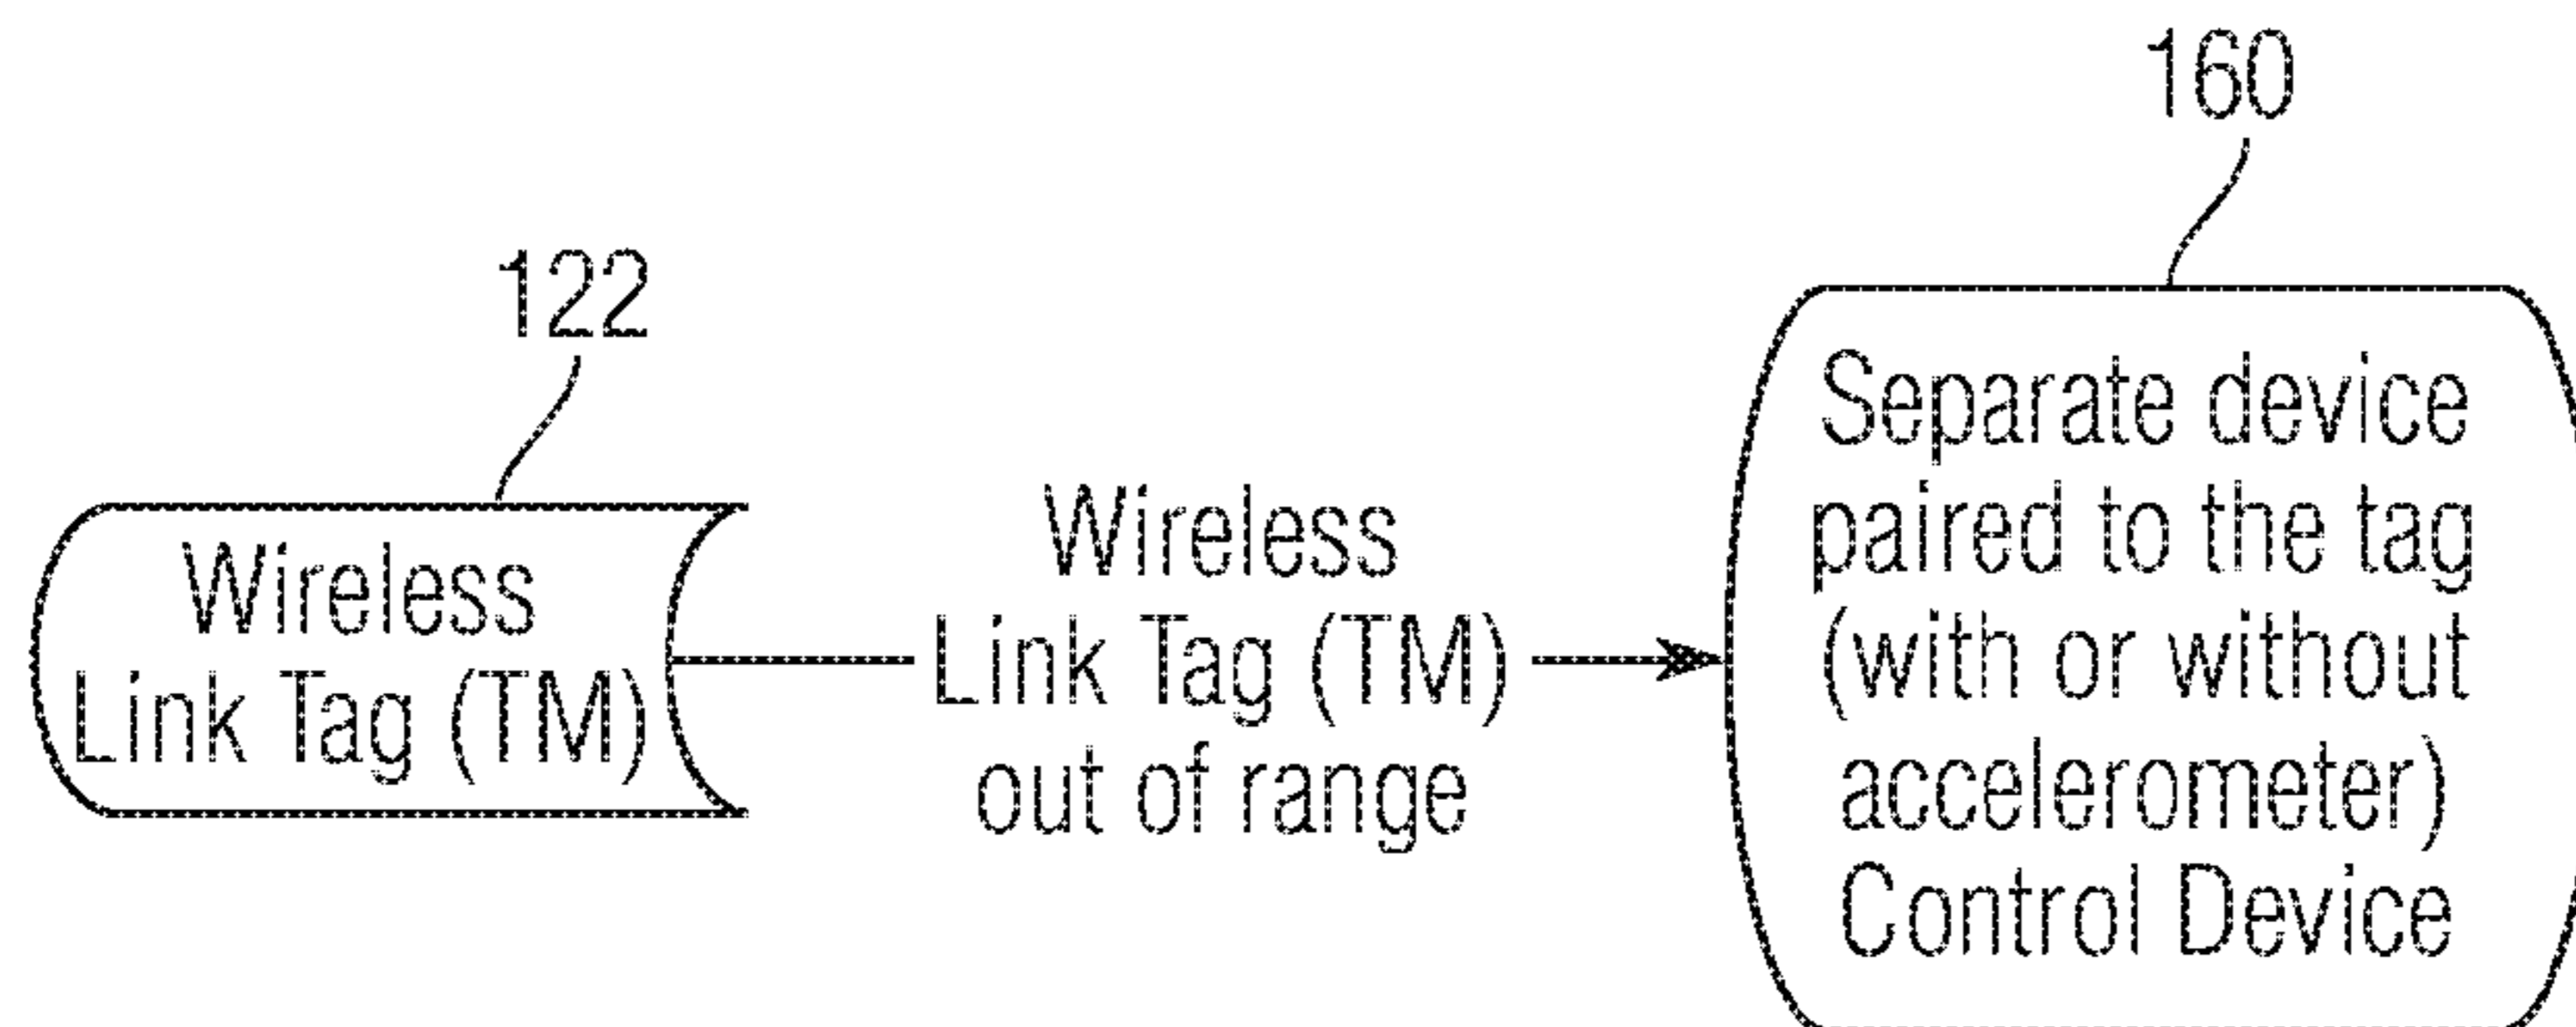 160
122
Wireless
Link Tag (TM)
Wireless
Link Tag (TM)
out of range
Separate device
paired to the tag
(with or without
accelerometer)
Control Device